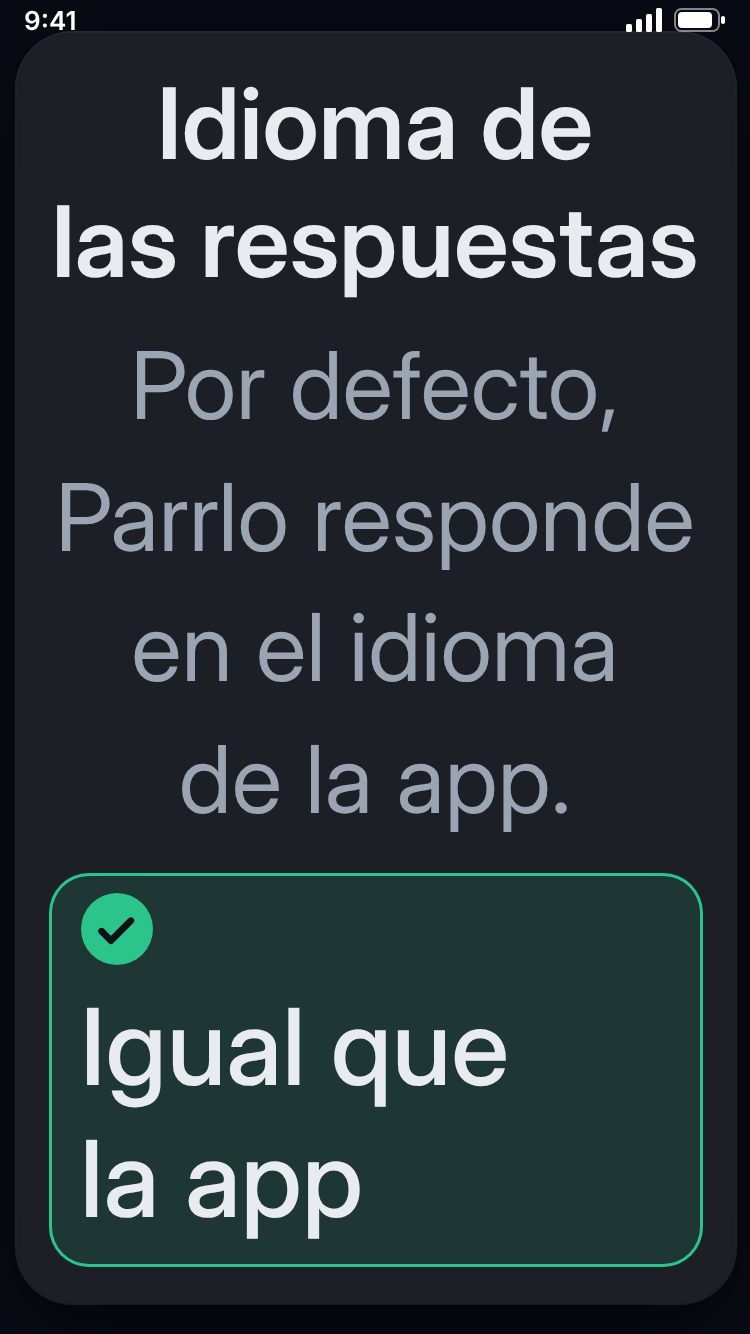 9:41
Idioma de
las respuestas
Por defecto,
Parrlo responde
en el idioma
de la app.
Igual que
la app